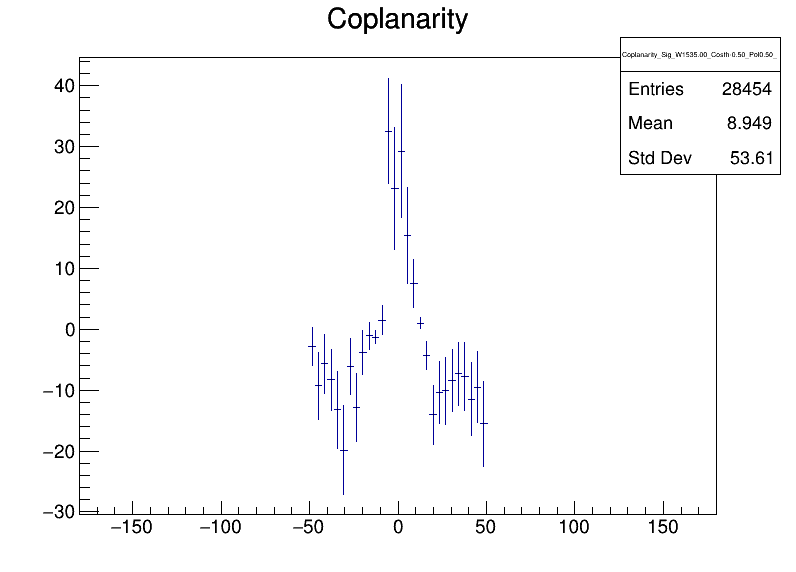 Coplanarity
Coplanarity_Sig_W1535.00_Costh-0.50_Pol0.50_
Entries 28454
Mean 8.949
Std Dev 53.61
40
30
20
10
0
−10
−20
−30
−150 −100 −50 0 50 100 150